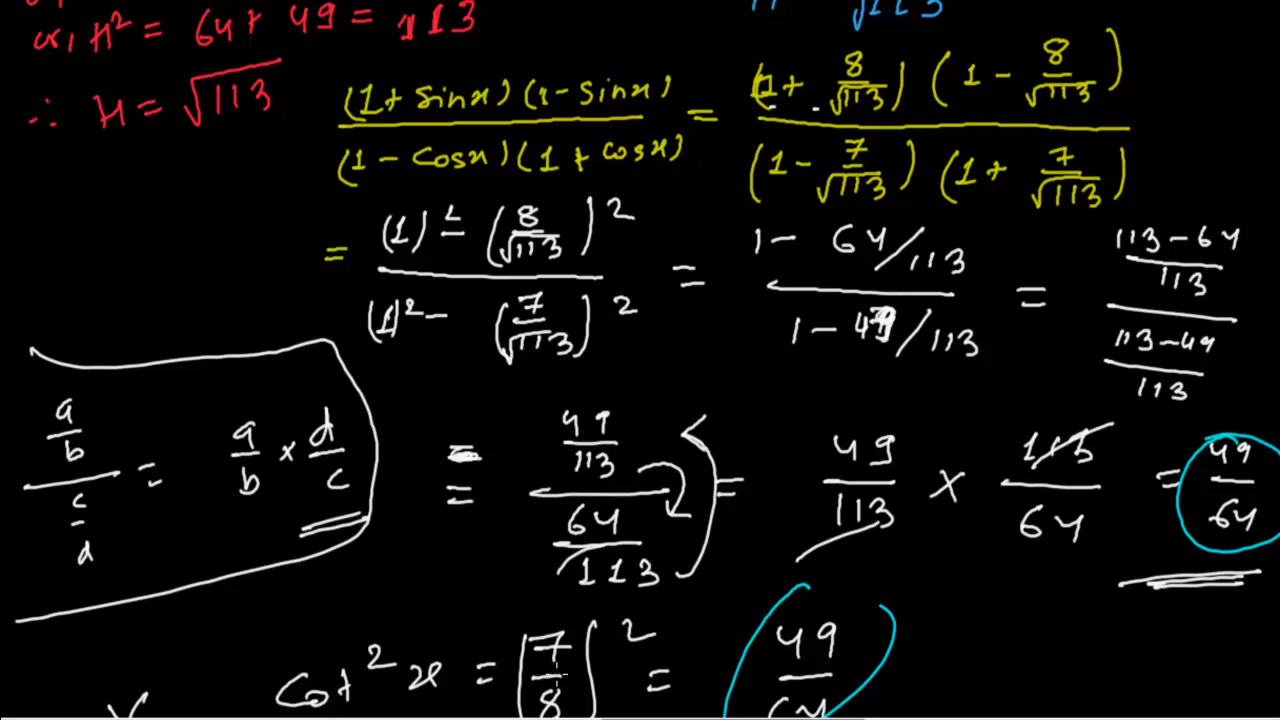 or, H² = 64 + 49 = 113
√113
∴ H = √113
(1 + sinx)(1 - sinx) / (1 - cosx)(1 + cosx) = (1 + 8/√113)(1 - 8/√113) / (1 - 7/√113)(1 + 7/√113)
= (1)² - (8/√113)² / (1)² - (7/√113)² = 1 - 64/113 / 1 - 49/113 = 113-64/113 / 113-49/113
a/b / c/d = a/b × d/c
= 49/113 / 64/113 = 49/113 × 113/64 = 49/64
cot²x = (7/8)² = 49/64